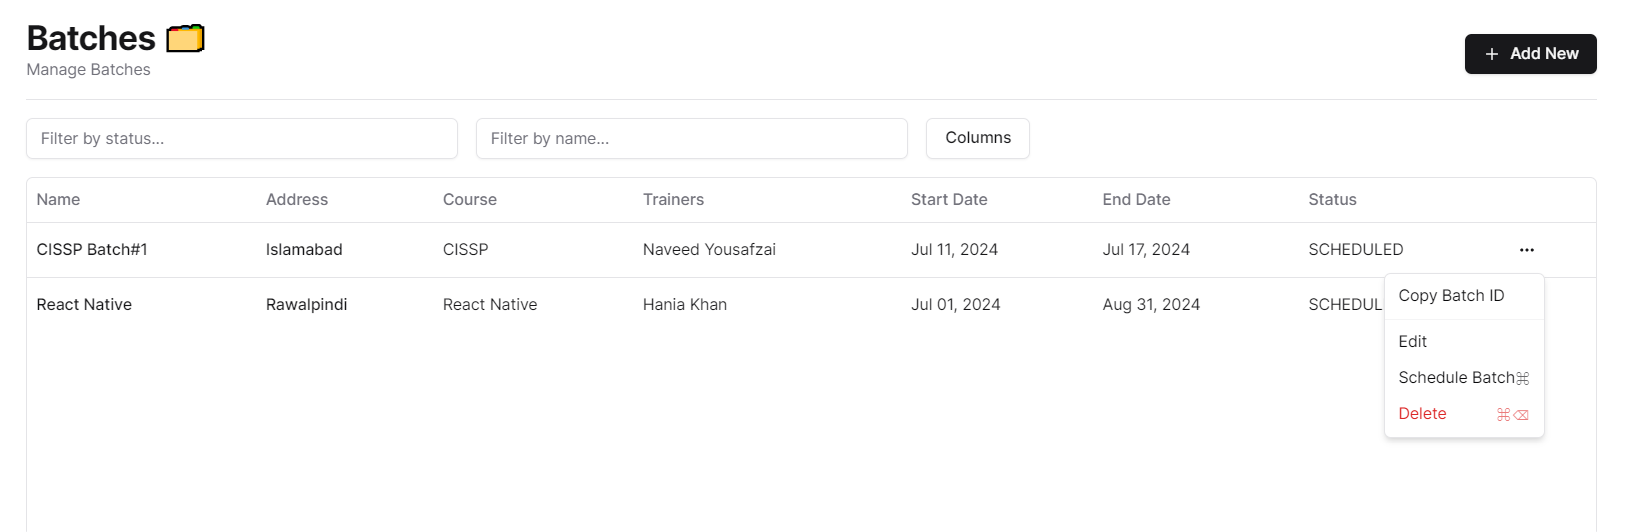 Batches
Manage Batches
+ Add New
Filter by status...
Filter by name...
Columns
Name Address Course Trainers Start Date End Date Status
CISSP Batch#1 Islamabad CISSP Naveed Yousafzai Jul 11, 2024 Jul 17, 2024 SCHEDULED ...
React Native Rawalpindi React Native Hania Khan Jul 01, 2024 Aug 31, 2024 SCHEDUL
Copy Batch ID
Edit
Schedule Batch⌘
Delete ⌘⌫